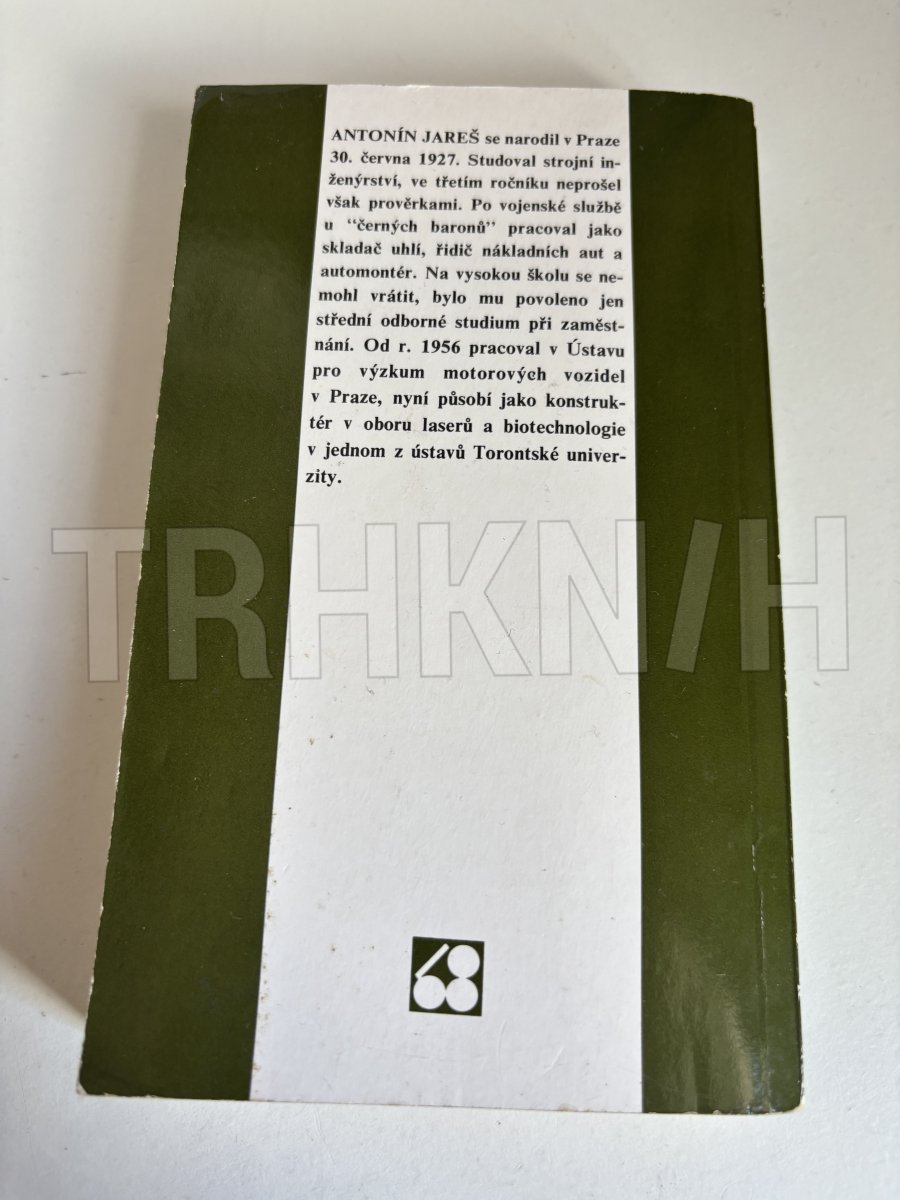 ANTONÍN JAREŠ se narodil v Praze
30. června 1927. Studoval strojní in-
ženýrství, ve třetím ročníku neprošel
však prověrkami. Po vojenské službě
u "černých baronů" pracoval jako
skladač uhlí, řidič nákladních aut a
automontér. Na vysokou školu se ne-
mohl vrátit, bylo mu povoleno jen
střední odborné studium při zaměst-
nání. Od r. 1956 pracoval v Ústavu
pro výzkum motorových vozidel
v Praze, nyní působí jako konstruk-
tér v oboru laserů a biotechnologie
v jednom z ústavů Torontské univer-
zity.
TRHKN/H
68